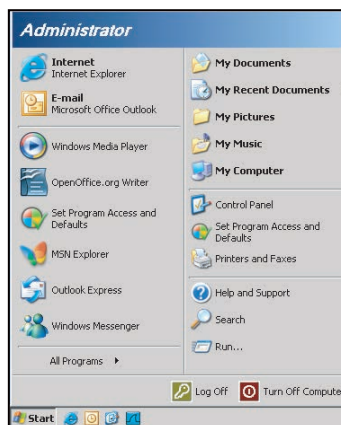 Administrator
Internet
Internet Explorer
E-mail
Microsoft Office Outlook
Windows Media Player
OpenOffice.org Writer
Set Program Access and
Defaults
MSN Explorer
Outlook Express
Windows Messenger
All Programs
My Documents
My Recent Documents
My Pictures
My Music
My Computer
Control Panel
Set Program Access and
Defaults
Printers and Faxes
Help and Support
Search
Run...
Log Off
Turn Off Compute
Start